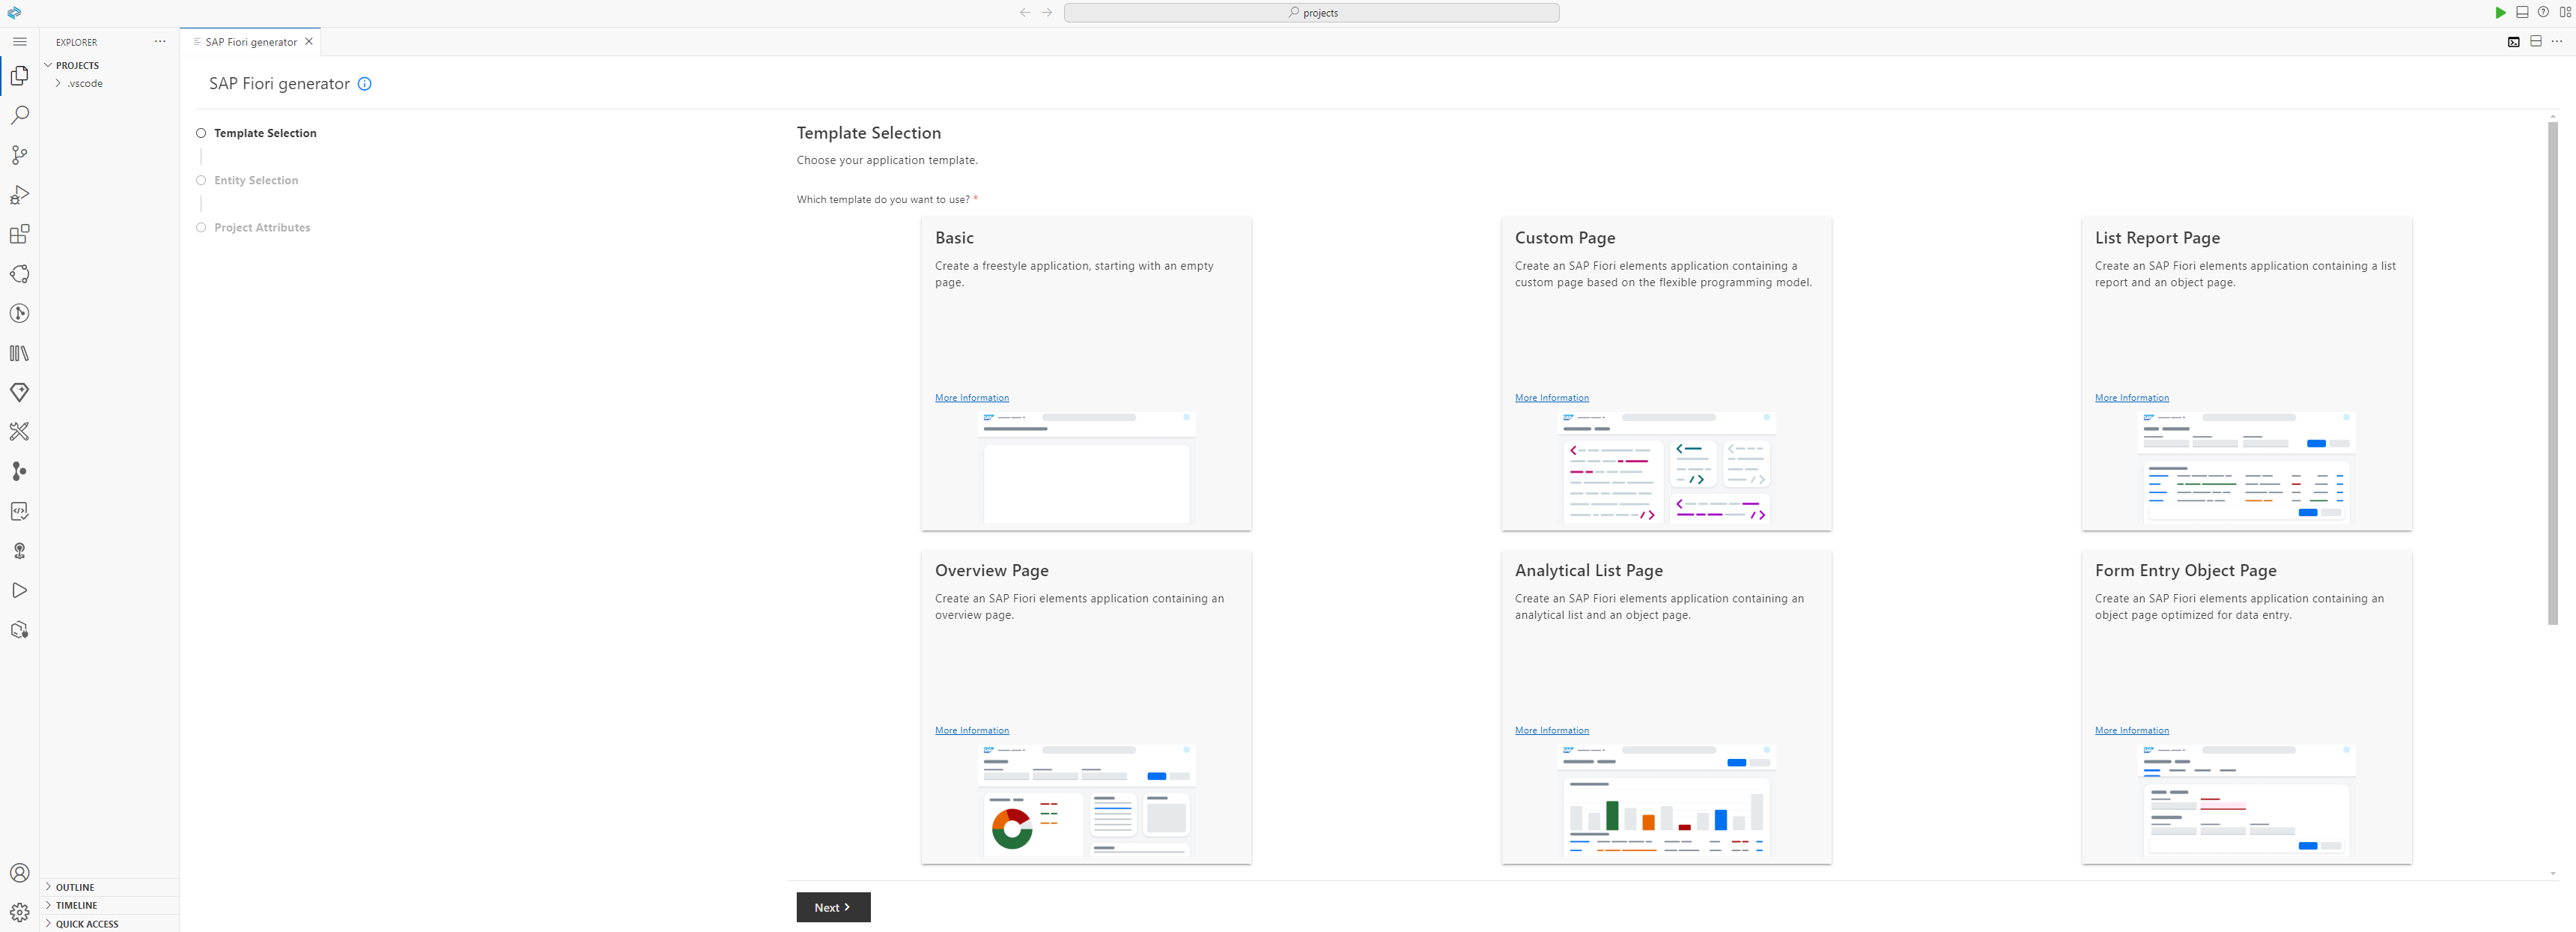 projects
EXPLORER
PROJECTS
.vscode
OUTLINE
TIMELINE
QUICK ACCESS
SAP Fiori generator
SAP Fiori generator
Template Selection
Entity Selection
Project Attributes
Template Selection
Choose your application template.
Which template do you want to use? *
Basic
Create a freestyle application, starting with an empty
page.
More Information
SAP
Custom Page
Create an SAP Fiori elements application containing a
custom page based on the flexible programming model.
More Information
SAP
List Report Page
Create an SAP Fiori elements application containing a list
report and an object page.
More Information
SAP
Overview Page
Create an SAP Fiori elements application containing an
overview page.
More Information
SAP
Analytical List Page
Create an SAP Fiori elements application containing an
analytical list and an object page.
More Information
SAP
Form Entry Object Page
Create an SAP Fiori elements application containing an
object page optimized for data entry.
More Information
SAP
Next